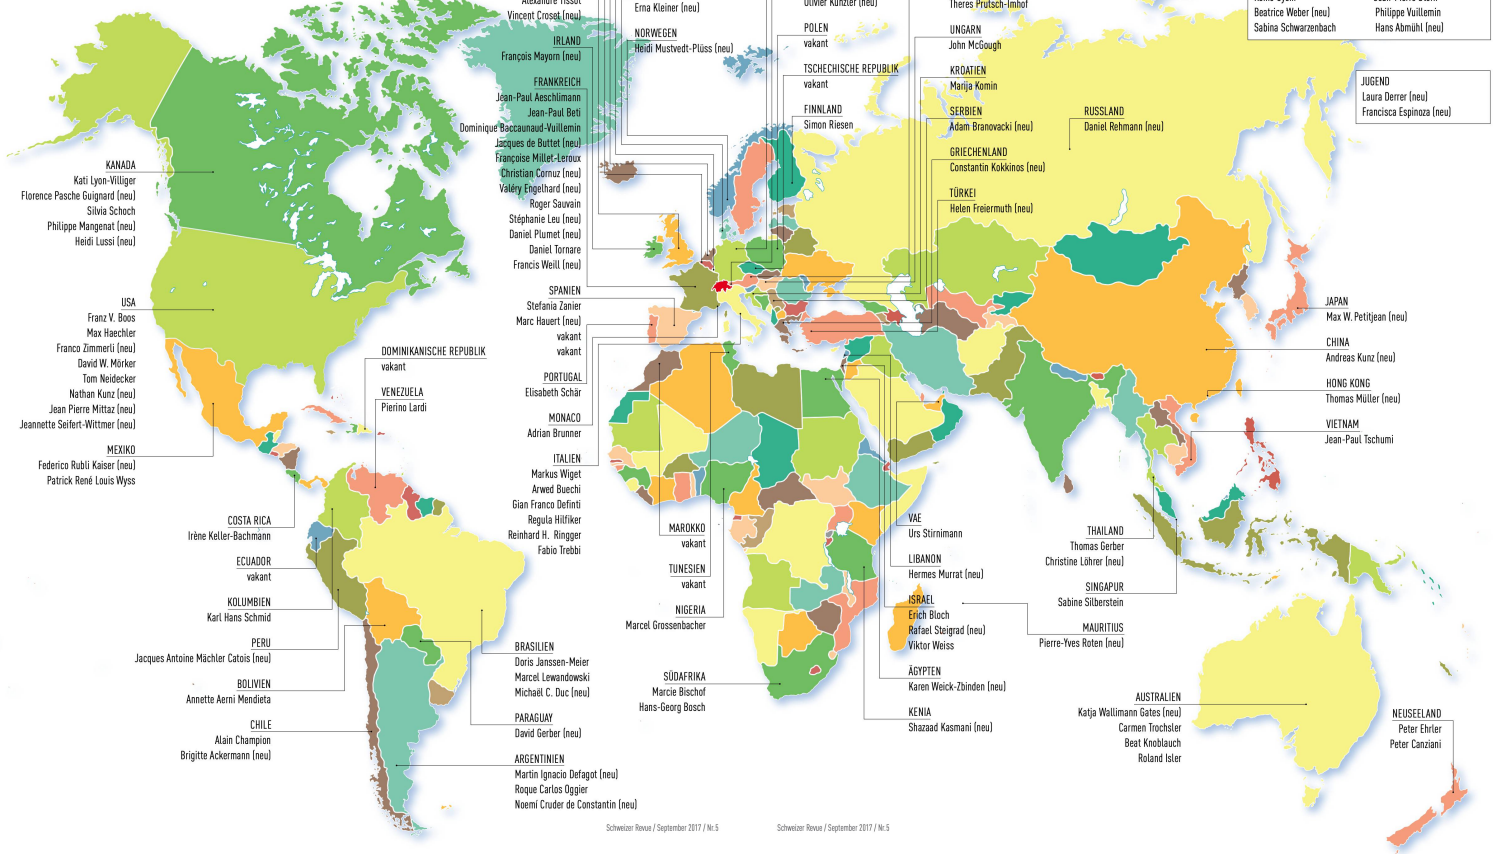 Vincent Croset (neu)
IRLAND
François Mayorn (neu)
FRANKREICH
Jean-Paul Aeschlimann
Jean-Paul Beti
Dominique Baccaunaud-Vuillemin
Jacques de Buttet (neu)
Françoise Millet-Leroux
Christian Cornuz (neu)
Valéry Engelhard (neu)
Roger Sauvain
Stéphanie Leu (neu)
Daniel Plumet (neu)
Daniel Tornare
Francis Weill (neu)
SPANIEN
Stefania Zanier
Marc Hauert (neu)
vakant
vakant
PORTUGAL
Elisabeth Schär
MONACO
Adrian Brunner
ITALIEN
Markus Wiget
Arwed Buechi
Gian Franco Definti
Regula Hilfiker
Reinhard H. Ringger
Fabio Trebbi
Erna Kleiner (neu)
NORWEGEN
Heidi Mustvedt-Plüss (neu)
Olivier Künzler (neu)
POLEN
vakant
TSCHECHISCHE REPUBLIK
vakant
FINNLAND
Simon Riesen
Theres Prutsch-Imhof
UNGARN
John McGough
KROATIEN
Marija Komin
SERBIEN
Adam Branovacki (neu)
GRIECHENLAND
Constantin Kokkinos (neu)
TÜRKEI
Helen Freiermuth (neu)
RUSSLAND
Daniel Rehmann (neu)
Beatrice Weber (neu)
Sabina Schwarzenbach
Philippe Vuillemin
Hans Abmühl (neu)
JUGEND
Laura Derrer (neu)
Francisca Espinoza (neu)
KANADA
Kati Lyon-Villiger
Florence Pasche Guignard (neu)
Silvia Schoch
Philippe Mangenat (neu)
Heidi Lussi (neu)
USA
Franz V. Boos
Max Haechler
Franco Zimmerli (neu)
David W. Mörker
Tom Neidecker
Nathan Kunz (neu)
Jean Pierre Mittaz (neu)
Jeannette Seifert-Wittmer (neu)
MEXIKO
Federico Rubli Kaiser (neu)
Patrick René Louis Wyss
DOMINIKANISCHE REPUBLIK
vakant
VENEZUELA
Pierino Lardi
COSTA RICA
Irène Keller-Bachmann
ECUADOR
vakant
KOLUMBIEN
Karl Hans Schmid
PERU
Jacques Antoine Mächler Catois (neu)
BOLIVIEN
Annette Aerni Mendieta
CHILE
Alain Champion
Brigitte Ackermann (neu)
BRASILIEN
Doris Janssen-Meier
Marcel Lewandowski
Michaël C. Duc (neu)
PARAGUAY
David Gerber (neu)
ARGENTINIEN
Martin Ignacio Defagot (neu)
Roque Carlos Oggier
Noemí Cruder de Constantin (neu)
MAROKKO
vakant
TUNESIEN
vakant
NIGERIA
Marcel Grossenbacher
SÜDAFRIKA
Marcie Bischof
Hans-Georg Bosch
VAE
Urs Stirnimann
LIBANON
Hermes Murrat (neu)
ISRAEL
Erich Bloch
Rafael Steigrad (neu)
Viktor Weiss
ÄGYPTEN
Karen Weick-Zbinden (neu)
KENIA
Shazaad Kasmani (neu)
MAURITIUS
Pierre-Yves Roten (neu)
JAPAN
Max W. Petitjean (neu)
CHINA
Andreas Kunz (neu)
HONG KONG
Thomas Müller (neu)
VIETNAM
Jean-Paul Tschumi
THAILAND
Thomas Gerber
Christine Löhrer (neu)
SINGAPUR
Sabine Silberstein
AUSTRALIEN
Katja Wallimann Gates (neu)
Carmen Trochsler
Beat Knoblauch
Roland Isler
NEUSEELAND
Peter Ehrler
Peter Canziani
Schweizer Revue / September 2017 / Nr.5
Schweizer Revue / September 2017 / Nr.5